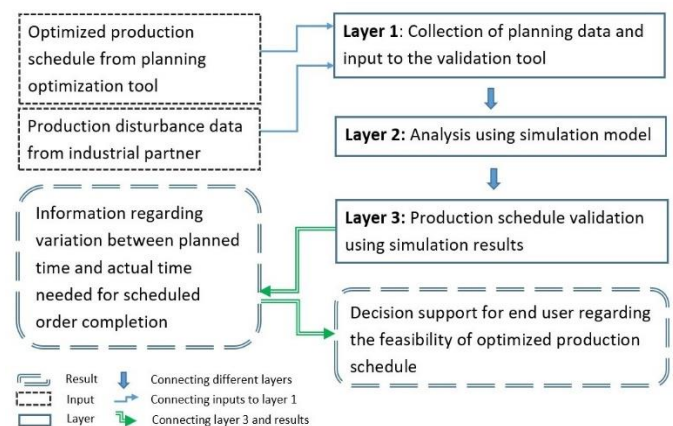 Optimized production
schedule from planning
optimization tool
Production disturbance data
from industrial partner
Layer 1: Collection of planning data and
input to the validation tool
Layer 2: Analysis using simulation model
Layer 3: Production schedule validation
using simulation results
Information regarding
variation between planned
time and actual time
needed for scheduled
order completion
Decision support for end user regarding
the feasibility of optimized production
schedule
Result
Connecting different layers
Input
Connecting inputs to layer 1
Layer
Connecting layer 3 and results